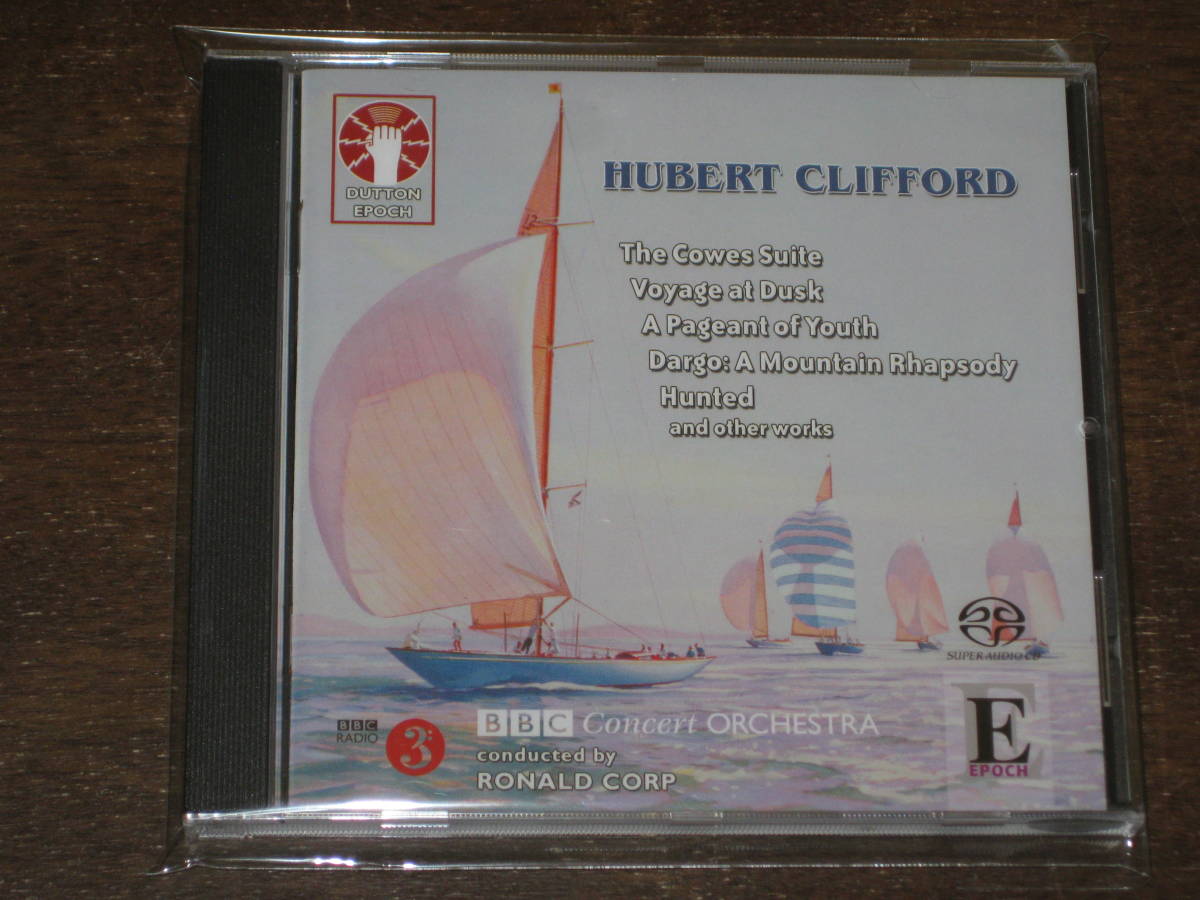 DUTTON
EPOCH
HUBERT CLIFFORD
The Cowes Suite
Voyage at Dusk
A Pageant of Youth
Dargo: A Mountain Rhapsody
Hunted
and other works
SUPER AUDIO CD
BBC
RADIO
3
BBC Concert ORCHESTRA
conducted by
RONALD CORP
E
EPOCH